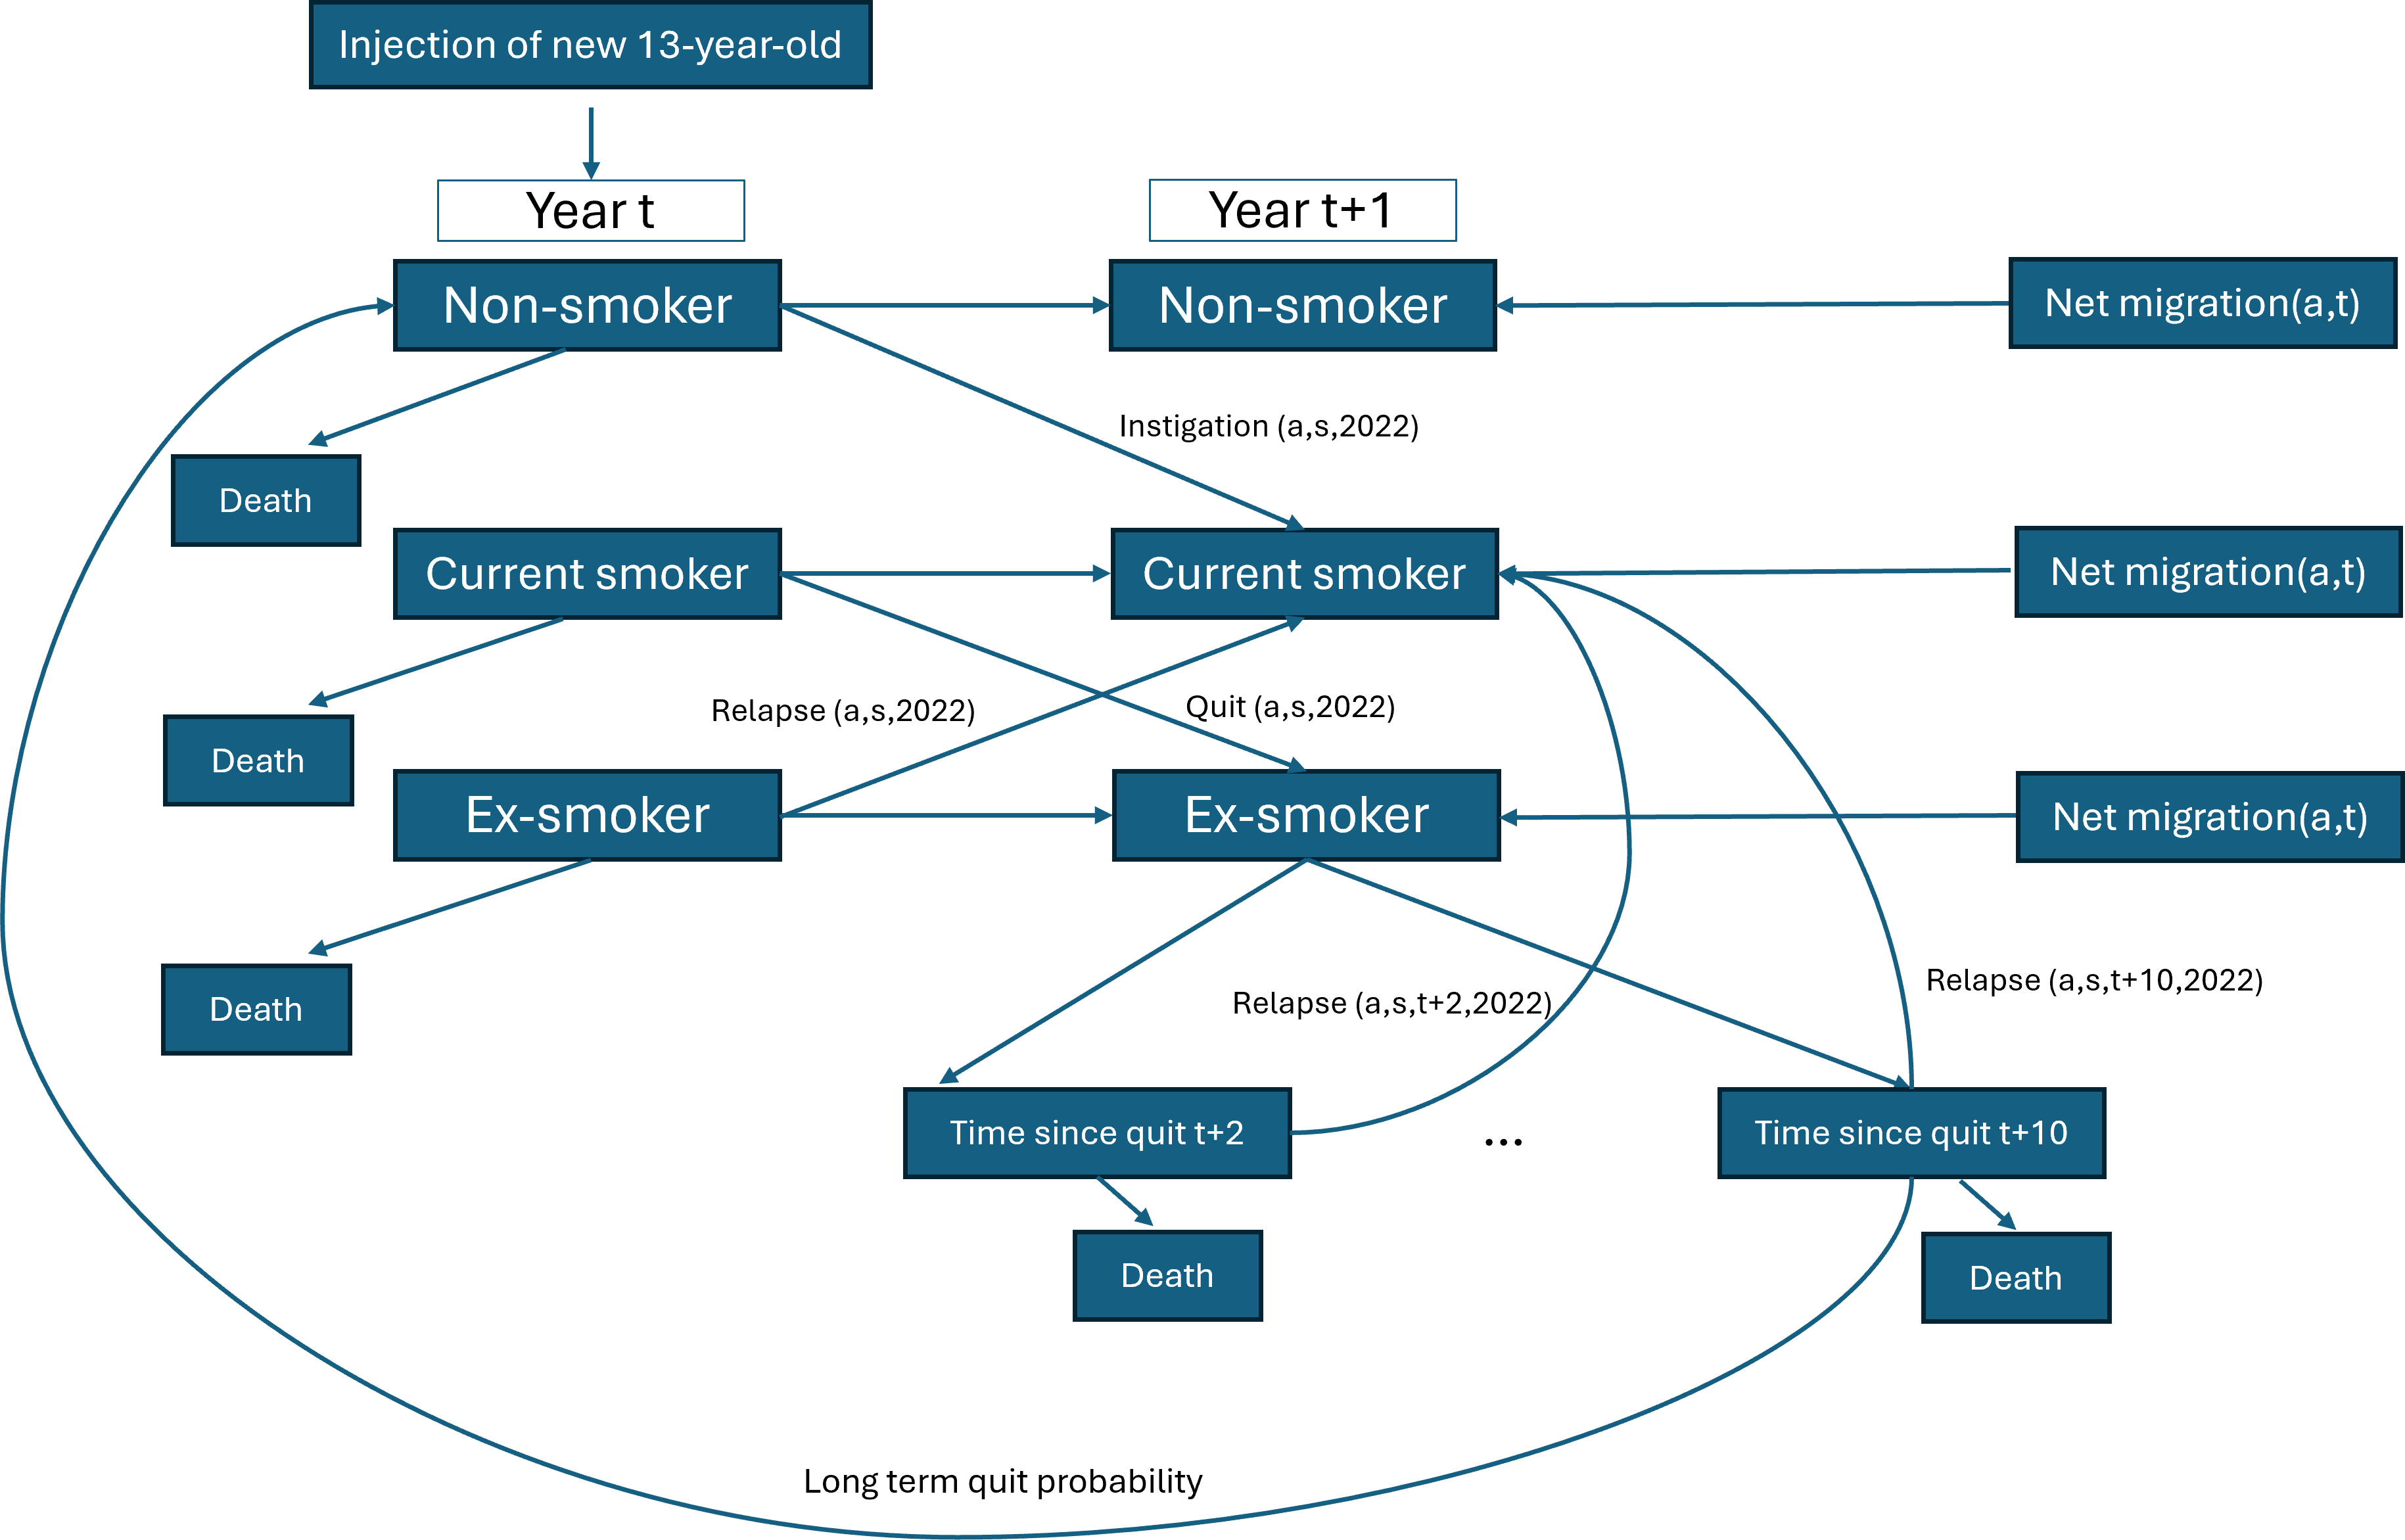 Injection of new 13-year-old
Year t
Year t+1
Non-smoker
Non-smoker
Net migration(a,t)
Instigation (a,s,2022)
Death
Current smoker
Current smoker
Net migration(a,t)
Relapse (a,s,2022)
Quit (a,s,2022)
Death
Ex-smoker
Ex-smoker
Net migration(a,t)
Relapse (a,s,t+10,2022)
Relapse (a,s,t+2,2022)
Death
Time since quit t+2
...
Time since quit t+10
Death
Death
Long term quit probability